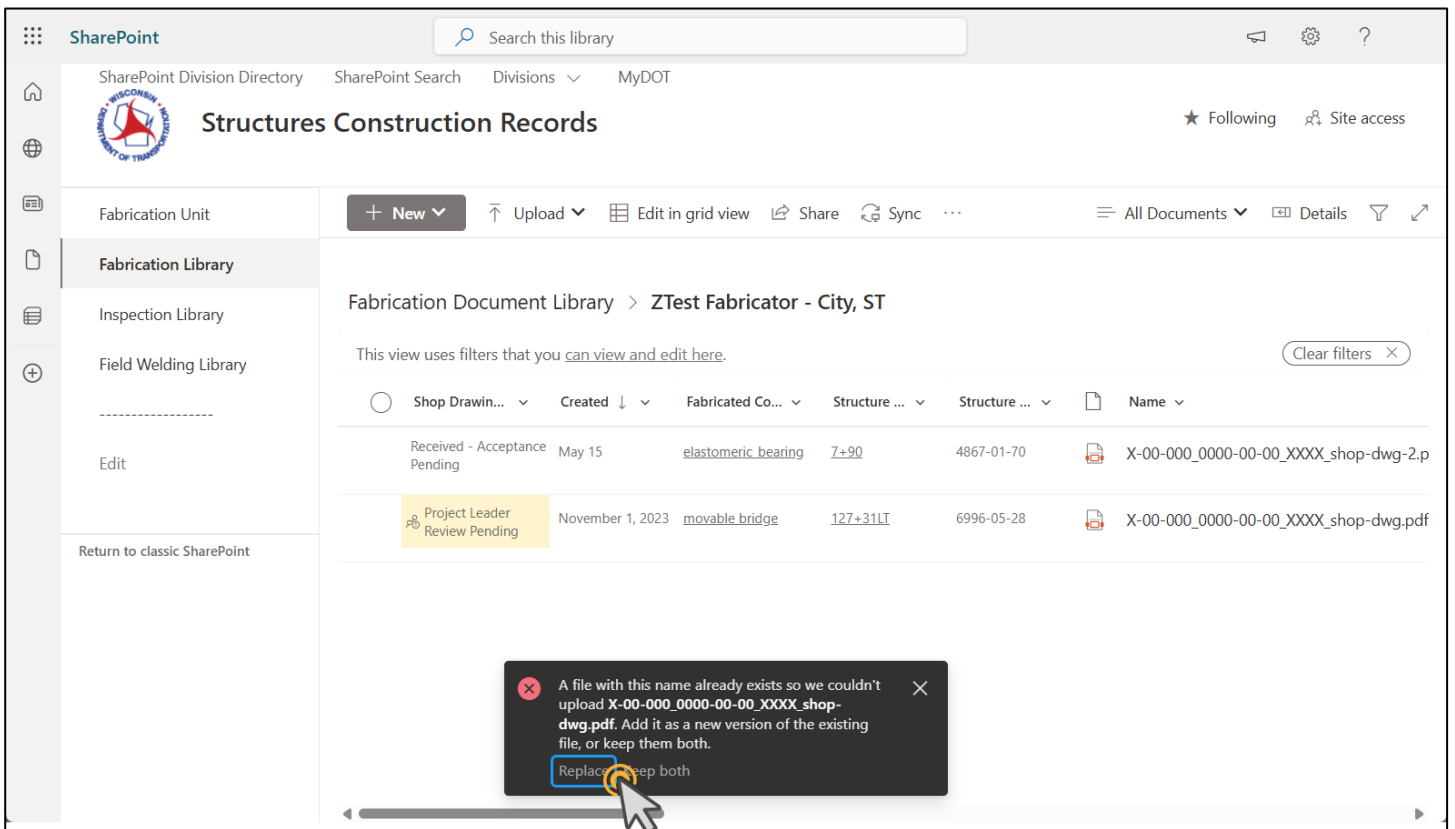 SharePoint
Search this library
?
SharePoint Division Directory
SharePoint Search
Divisions
MyDOT
WISCONSIN
DEPARTMENT OF TRANSPORTATION
Structures Construction Records
Following
Site access
Fabrication Unit
Fabrication Library
Inspection Library
Field Welding Library
------------------
Edit
Return to classic SharePoint
+ New
Upload
Edit in grid view
Share
Sync
...
All Documents
Details
Fabrication Document Library > ZTest Fabricator - City, ST
This view uses filters that you can view and edit here.
Clear filters
Shop Drawin...
Created ↓
Fabricated Co...
Structure ...
Structure ...
Name
Received - Acceptance
Pending
May 15
elastomeric bearing
7+90
4867-01-70
X-00-000_0000-00-00_XXXX_shop-dwg-2.p
Project Leader
Review Pending
November 1, 2023
movable bridge
127+31LT
6996-05-28
X-00-000_0000-00-00_XXXX_shop-dwg.pdf
A file with this name already exists so we couldn't
upload X-00-000_0000-00-00_XXXX_shop-
dwg.pdf. Add it as a new version of the existing
file, or keep them both.
Replace
eep both